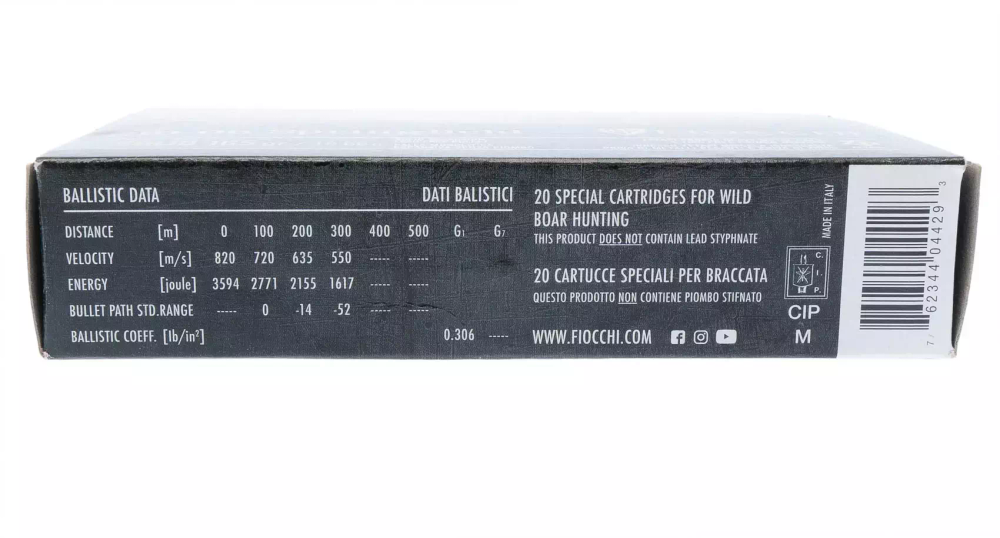 BALLISTIC DATA DATI BALISTICI
DISTANCE [m] 0 100 200 300 400 500 G₁ G₇
VELOCITY [m/s] 820 720 635 550 ----- -----
ENERGY [joule] 3594 2771 2155 1617 ----- -----
BULLET PATH STD.RANGE ----- 0 -14 -52 ----- -----
BALLISTIC COEFF. [lb/in²] 0.306 -----
20 SPECIAL CARTRIDGES FOR WILD
BOAR HUNTING
THIS PRODUCT DOES NOT CONTAIN LEAD STYPHNATE
20 CARTUCCE SPECIALI PER BRACCATA
QUESTO PRODOTTO NON CONTIENE PIOMBO STIFNATO
WWW.FIOCCHI.COM
MADE IN ITALY
C.
I.
P.
CIP
M
7 62344 04429 3